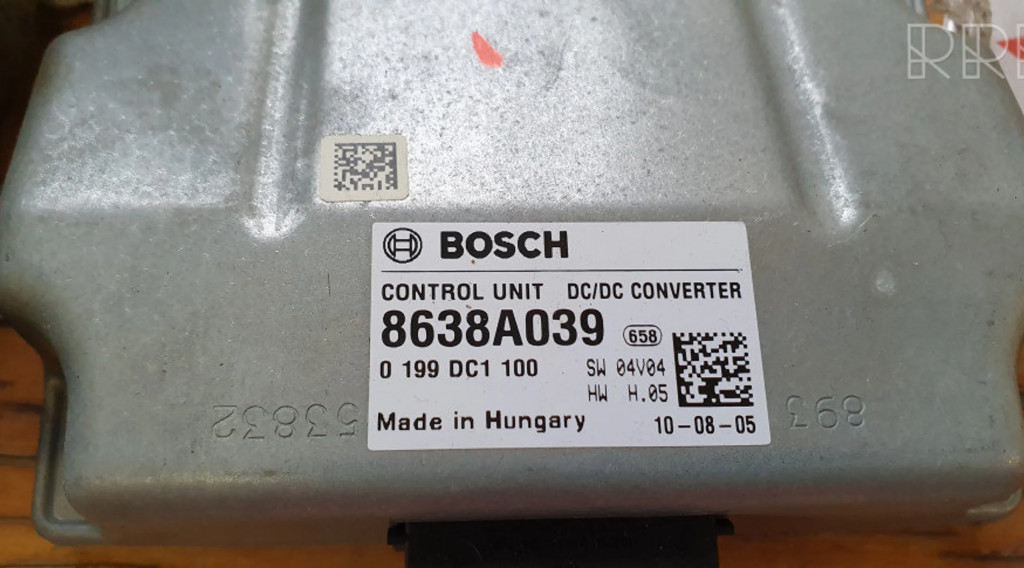 RRR
BOSCH
CONTROL UNIT DC/DC CONVERTER
8638A039 658
0 199 DC1 100 SW 04V04
HW H.05
Made in Hungary 10-08-05
53832
893